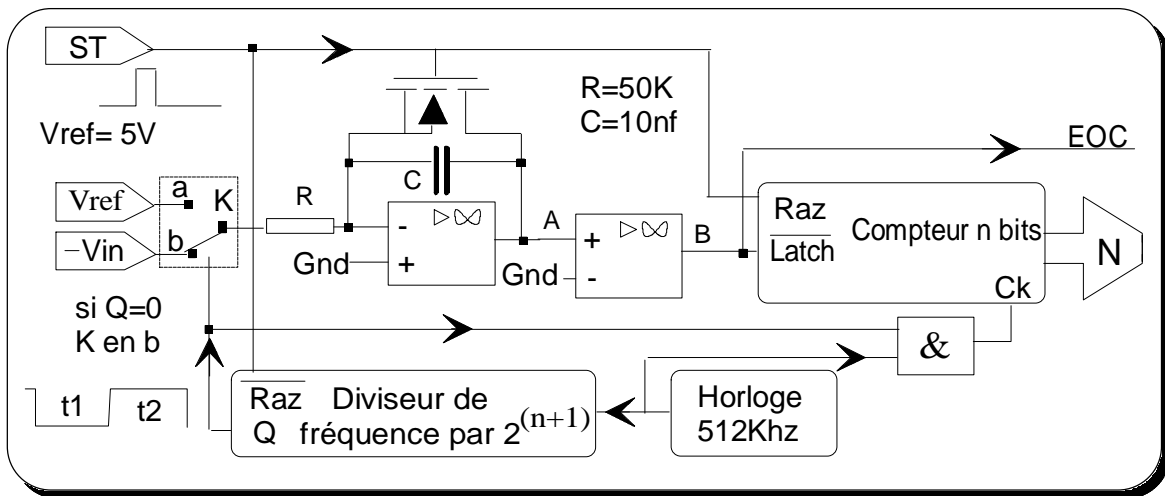 ST
R=50K
C=10nf
Vref= 5V
EOC
Vref
a
K
R
C
−Vin
b
- ▷∞
+
Gnd
A
+ ▷∞
-
Gnd
B
Raz
Latch
Compteur n bits
Ck
N
si Q=0
K en b
&
t1 t2
Raz Diviseur de
Q fréquence par 2(n+1)
Horloge
512Khz